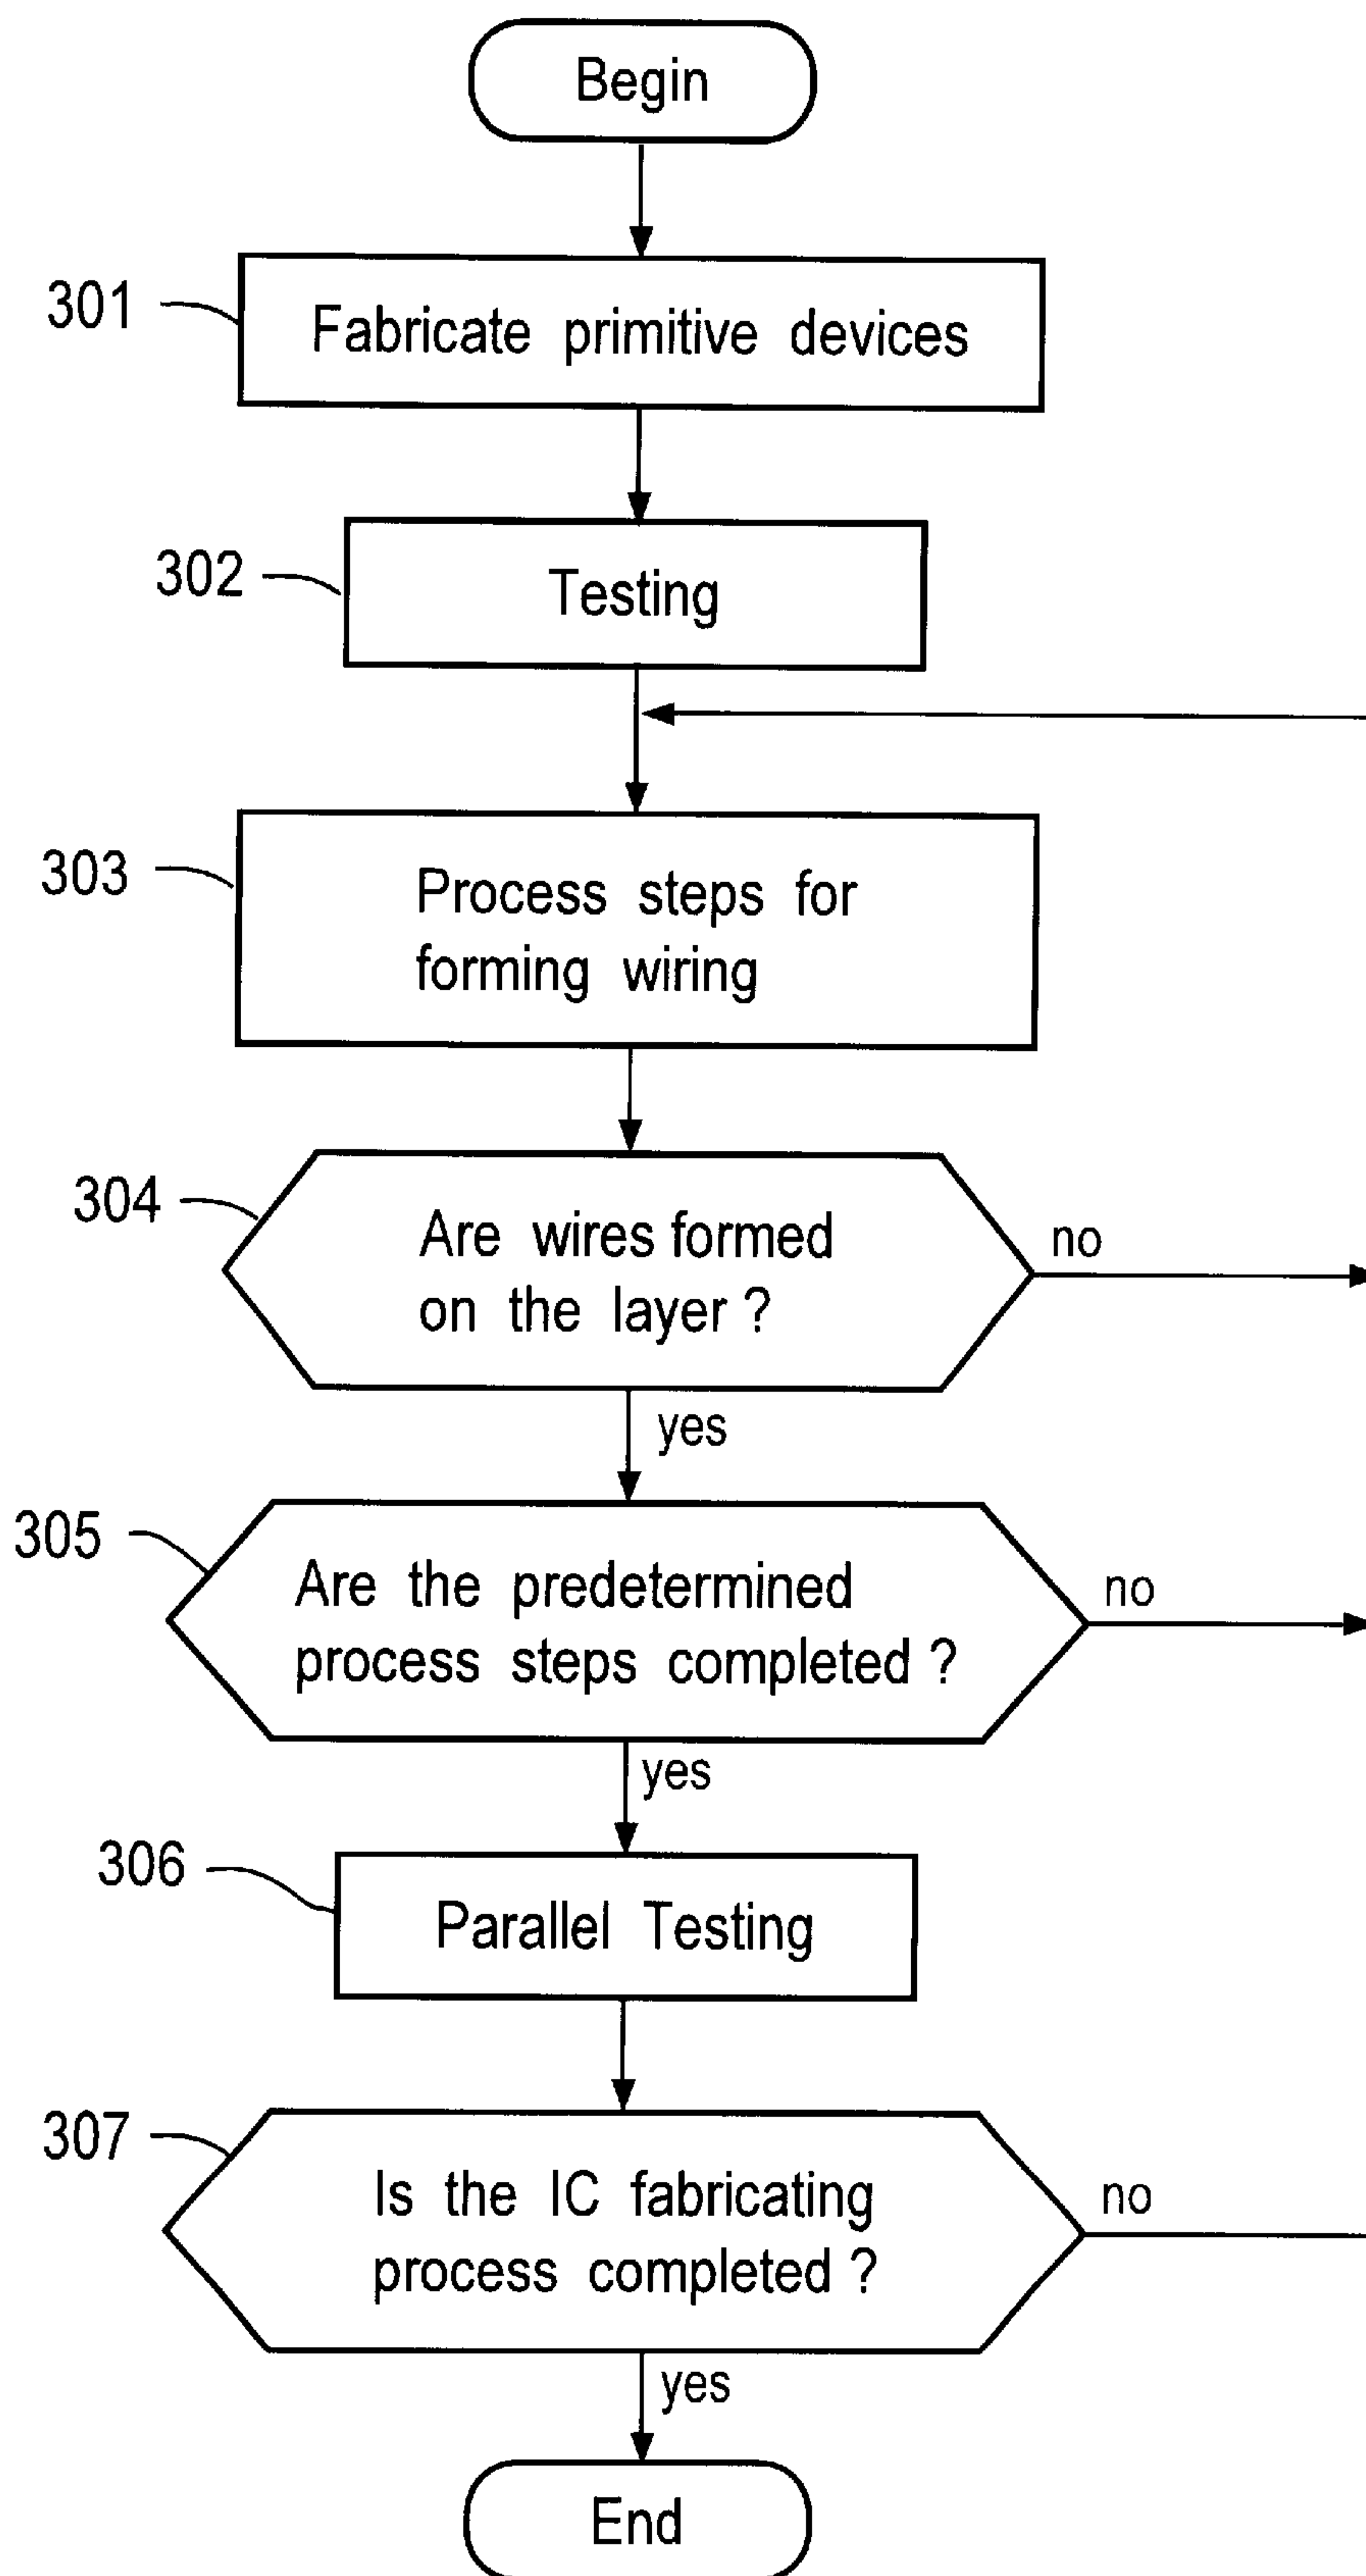 Begin
301
Fabricate primitive devices
302
Testing
303
Process steps for
forming wiring
304
Are wires formed
on the layer ?
no
yes
305
Are the predetermined
process steps completed ?
no
yes
306
Parallel Testing
307
Is the IC fabricating
process completed ?
no
yes
End